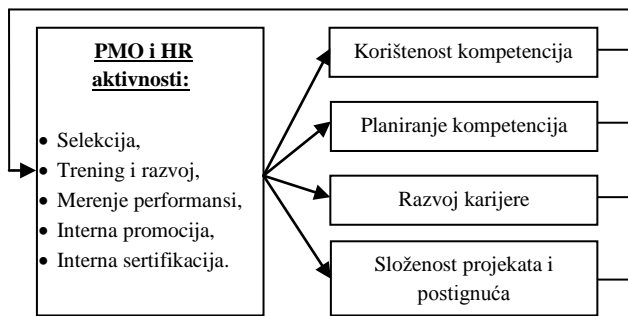 PMO i HR
aktivnosti:
• Selekcija,
• Trening i razvoj,
• Merenje performansi,
• Interna promocija,
• Interna sertifikacija.
Korištenost kompetencija
Planiranje kompetencija
Razvoj karijere
Složenost projekata i
postignuća